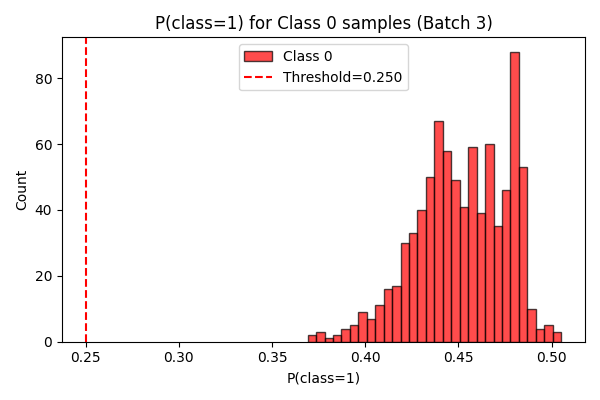 P(class=1) for Class 0 samples (Batch 3)
Class 0
Threshold=0.250
Count
80
60
40
20
0
0.25 0.30 0.35 0.40 0.45 0.50
P(class=1)